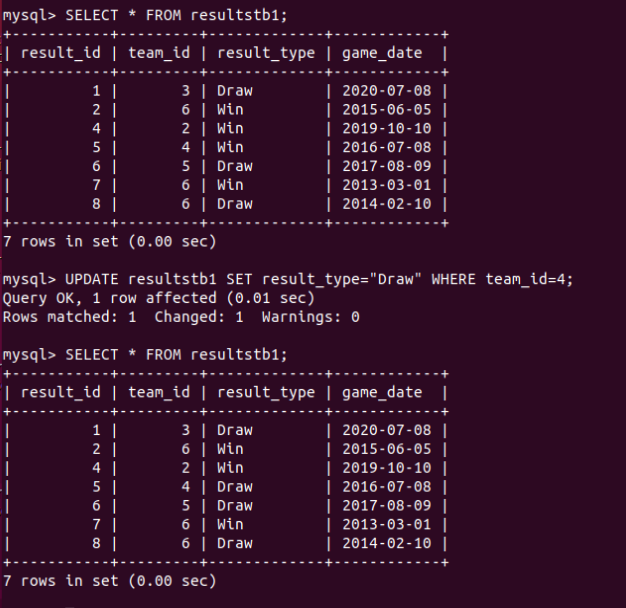 mysql> SELECT * FROM resultstb1;
+-----------+---------+-------------+------------+
| result_id | team_id | result_type | game_date  |
+-----------+---------+-------------+------------+
|         1 |       3 | Draw        | 2020-07-08 |
|         2 |       6 | Win         | 2015-06-05 |
|         4 |       2 | Win         | 2019-10-10 |
|         5 |       4 | Win         | 2016-07-08 |
|         6 |       5 | Draw        | 2017-08-09 |
|         7 |       6 | Win         | 2013-03-01 |
|         8 |       6 | Draw        | 2014-02-10 |
+-----------+---------+-------------+------------+
7 rows in set (0.00 sec)
mysql> UPDATE resultstb1 SET result_type="Draw" WHERE team_id=4;
Query OK, 1 row affected (0.01 sec)
Rows matched: 1  Changed: 1  Warnings: 0
mysql> SELECT * FROM resultstb1;
+-----------+---------+-------------+------------+
| result_id | team_id | result_type | game_date  |
+-----------+---------+-------------+------------+
|         1 |       3 | Draw        | 2020-07-08 |
|         2 |       6 | Win         | 2015-06-05 |
|         4 |       2 | Win         | 2019-10-10 |
|         5 |       4 | Draw        | 2016-07-08 |
|         6 |       5 | Draw        | 2017-08-09 |
|         7 |       6 | Win         | 2013-03-01 |
|         8 |       6 | Draw        | 2014-02-10 |
+-----------+---------+-------------+------------+
7 rows in set (0.00 sec)